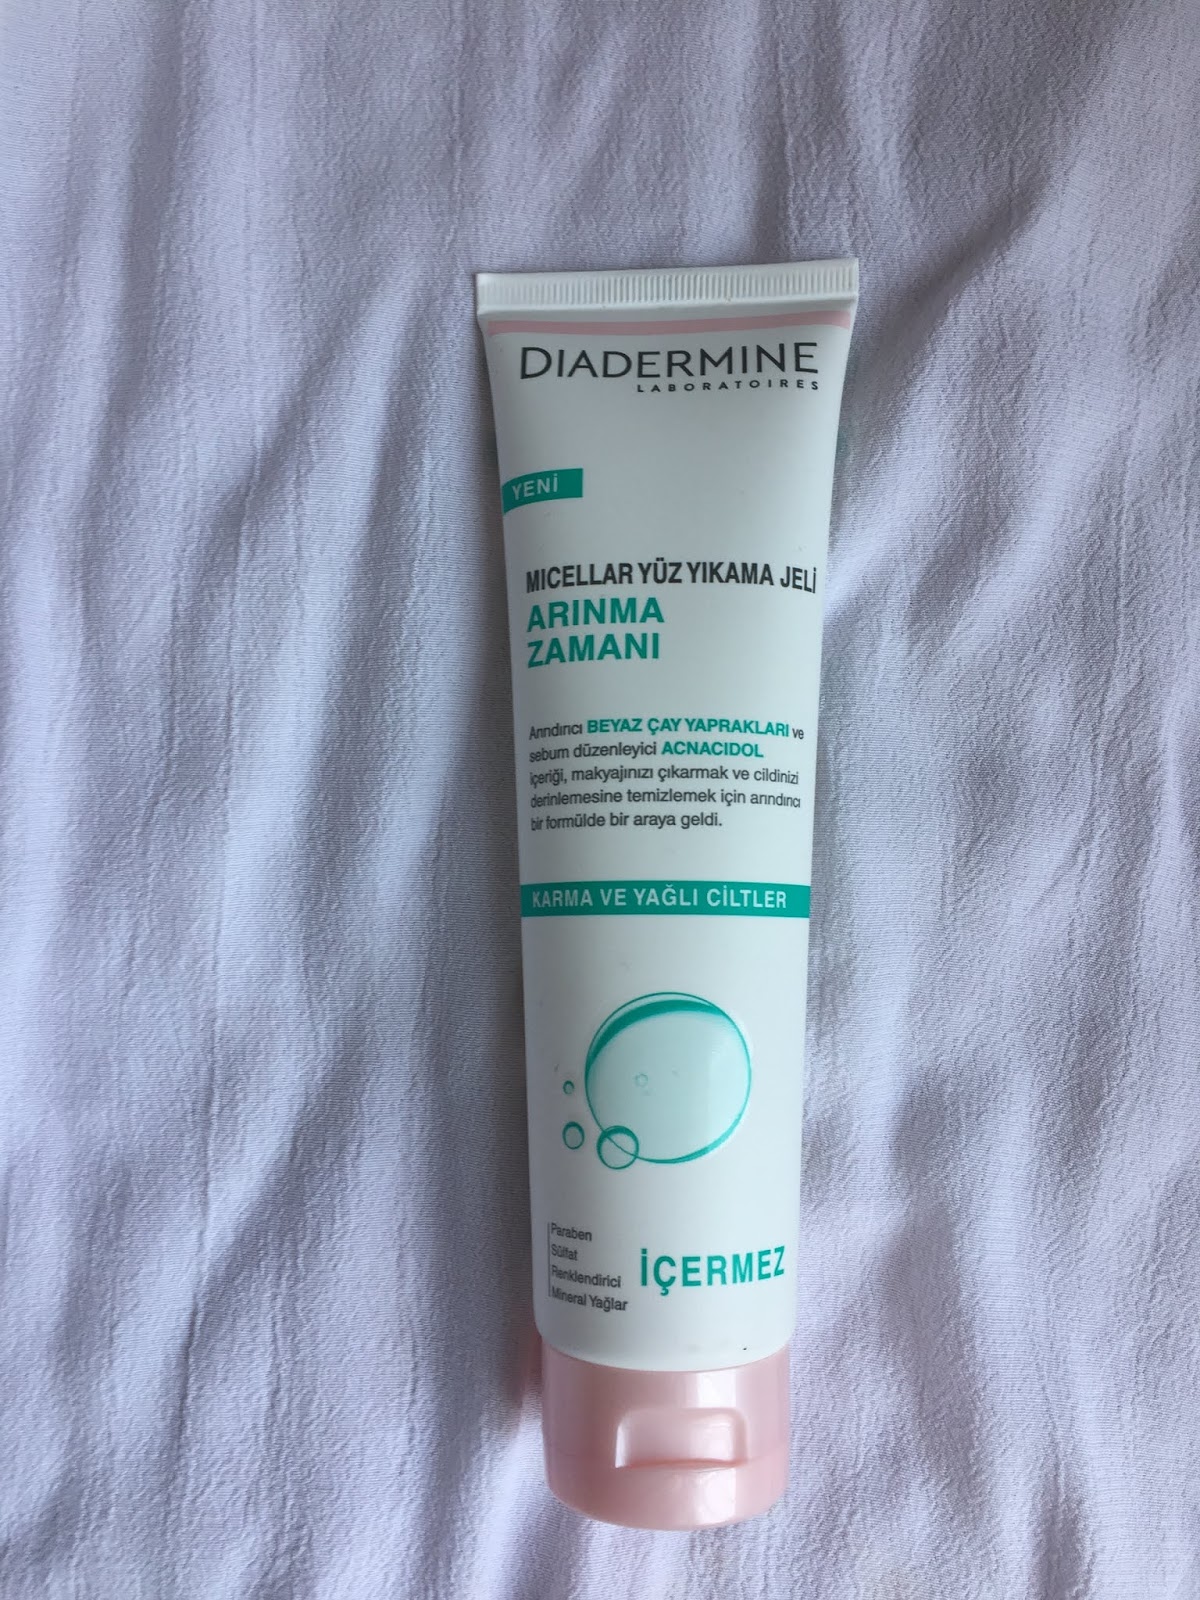 DIADERMINE
LABORATOIRES
YENİ
MICELLAR YÜZ YIKAMA JELİ
ARINMA
ZAMANI
Arındırıcı BEYAZ ÇAY YAPRAKLARI ve
sebum düzenleyici ACNACIDOL
içeriği, makyajınızı çıkarmak ve cildinizi
derinlemesine temizlemek için arındırıcı
bir formülde bir araya geldi.
KARMA VE YAĞLI CİLTLER
Paraben
Sülfat
Renklendirici
Mineral Yağlar
İÇERMEZ